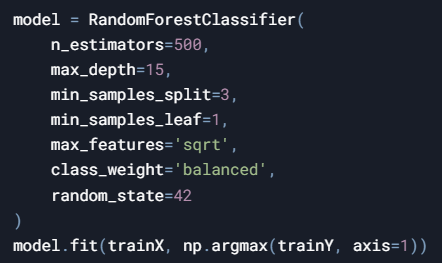 model = RandomForestClassifier(
    n_estimators=500,
    max_depth=15,
    min_samples_split=3,
    min_samples_leaf=1,
    max_features='sqrt',
    class_weight='balanced',
    random_state=42
)
model.fit(trainX, np.argmax(trainY, axis=1))